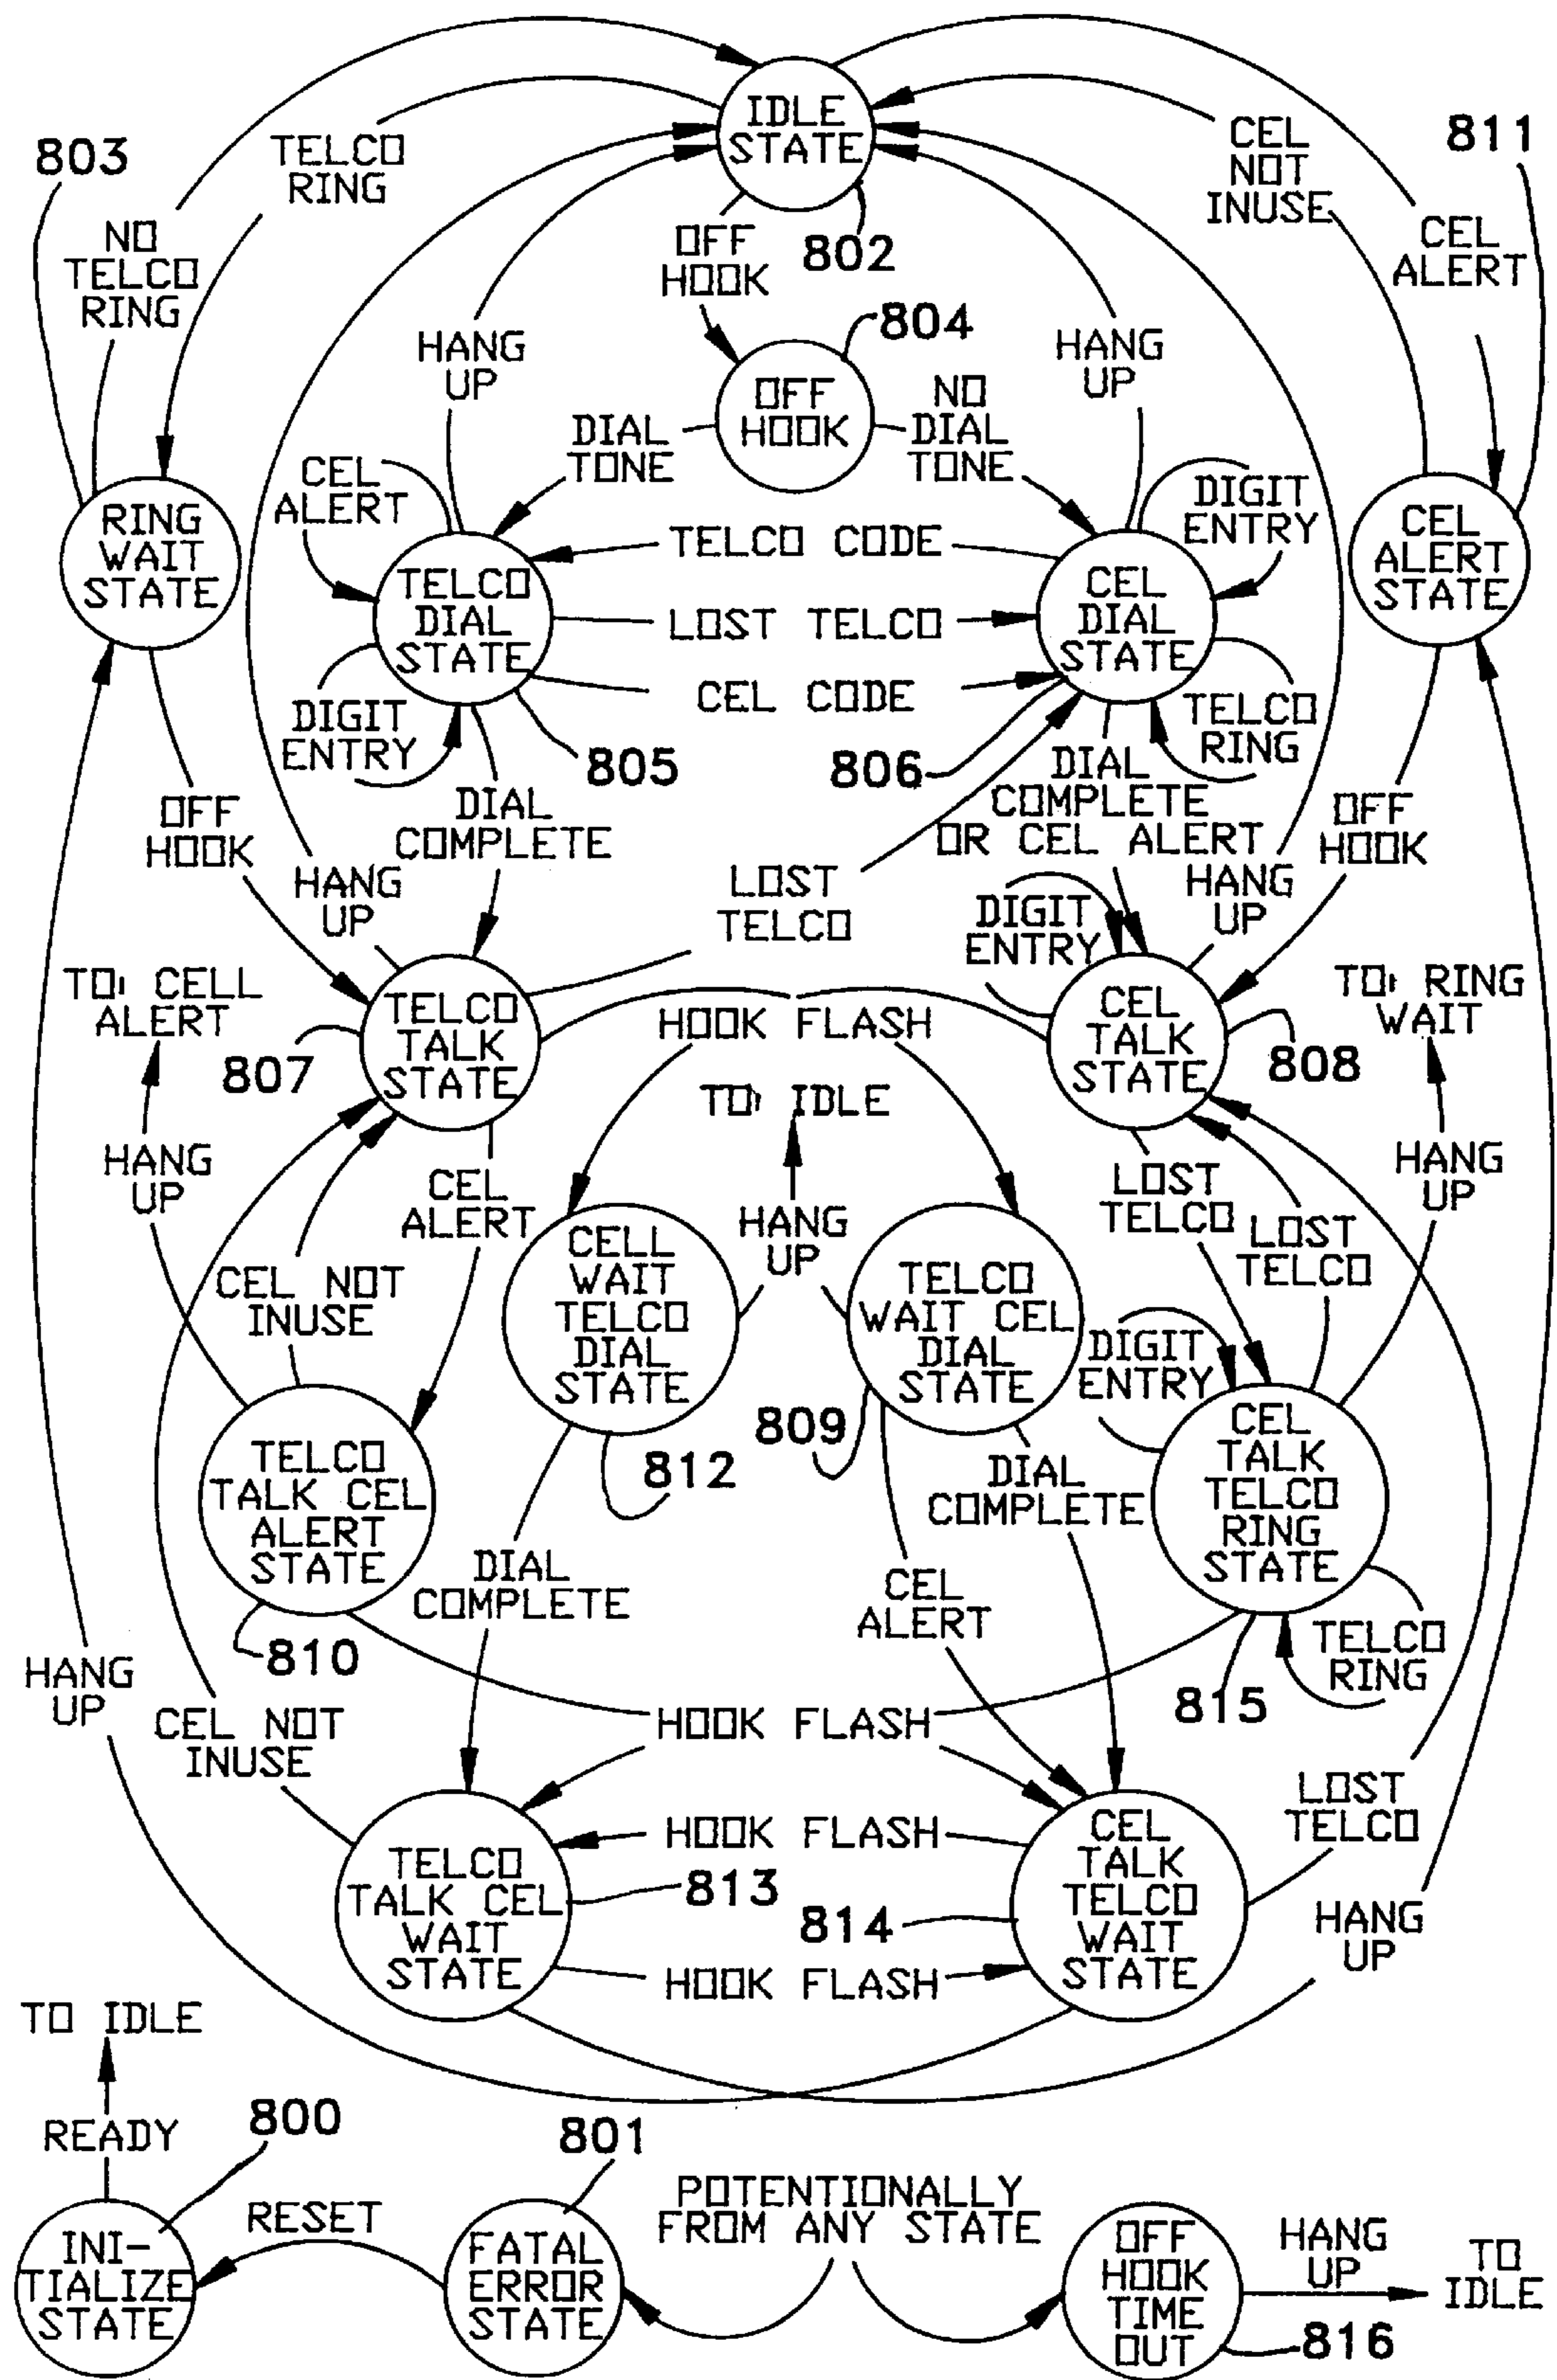 IDLE
STATE
802
803
TELCO
RING
NO
TELCO
RING
CEL
NOT
INUSE
811
CEL
ALERT
OFF
HOOK
804
OFF
HOOK
HANG
UP
HANG
UP
DIAL
TONE
NO
DIAL
TONE
CEL
ALERT
DIGIT
ENTRY
RING
WAIT
STATE
CEL
ALERT
STATE
TELCO CODE
TELCO
DIAL
STATE
LOST TELCO
CEL
DIAL
STATE
CEL CODE
DIGIT
ENTRY
805
806
TELCO
RING
DIAL
COMPLETE
DIAL
COMPLETE
OR CEL ALERT
OFF
HOOK
OFF
HOOK
HANG
UP
LOST
TELCO
HANG
UP
DIGIT
ENTRY
TO: CELL
ALERT
TELCO
TALK
STATE
807
HOOK FLASH
CEL
TALK
STATE
808
TO: RING
WAIT
TO: IDLE
HANG
UP
CEL
ALERT
HANG
UP
LOST
TELCO
LOST
TELCO
HANG
UP
CEL NOT
INUSE
CELL
WAIT
TELCO
DIAL
STATE
812
TELCO
WAIT CEL
DIAL
STATE
809
DIGIT
ENTRY
TELCO
TALK CEL
ALERT
STATE
810
CEL
TALK
TELCO
RING
STATE
815
DIAL
COMPLETE
DIAL
COMPLETE
CEL
ALERT
TELCO
RING
HANG
UP
CEL NOT
INUSE
HOOK FLASH
LOST
TELCO
HOOK FLASH
TELCO
TALK CEL
WAIT
STATE
813
814
CEL
TALK
TELCO
WAIT
STATE
HOOK FLASH
HANG
UP
TO IDLE
READY
800
INI-
TIALIZE
STATE
RESET
801
FATAL
ERROR
STATE
POTENTIONALLY
FROM ANY STATE
OFF
HOOK
TIME
OUT
816
HANG
UP
TO
IDLE